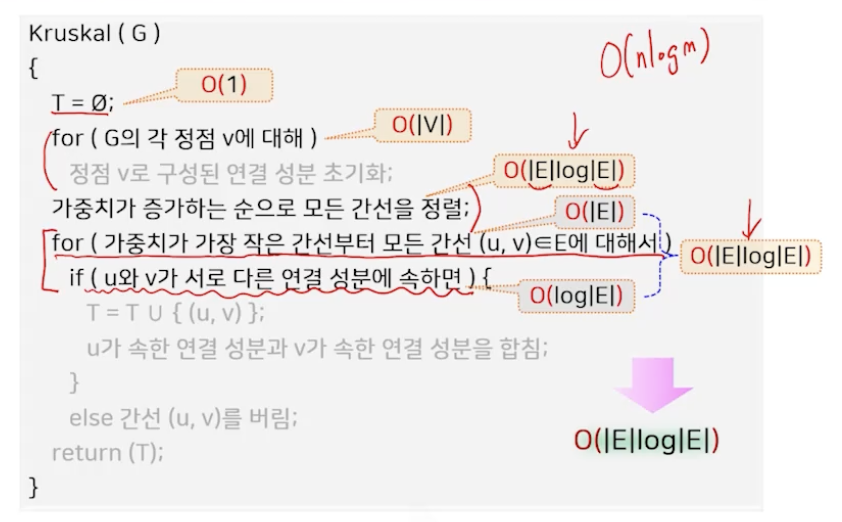 Kruskal ( G )
O(nlogn)
{
O(1)
T = Ø;
for ( G의 각 정점 v에 대해 )
O(|V|)
정점 v로 구성된 연결 성분 초기화;
O(|E|log|E|)
가중치가 증가하는 순으로 모든 간선을 정렬;
O(|E|)
for ( 가중치가 가장 작은 간선부터 모든 간선 (u, v)∈E에 대해서 )
O(|E|log|E|)
if ( u와 v가 서로 다른 연결 성분에 속하면 ) {
O(log|E|)
T = T ∪ { (u, v) };
u가 속한 연결 성분과 v가 속한 연결 성분을 합침;
}
else 간선 (u, v)를 버림;
O(|E|log|E|)
return (T);
}